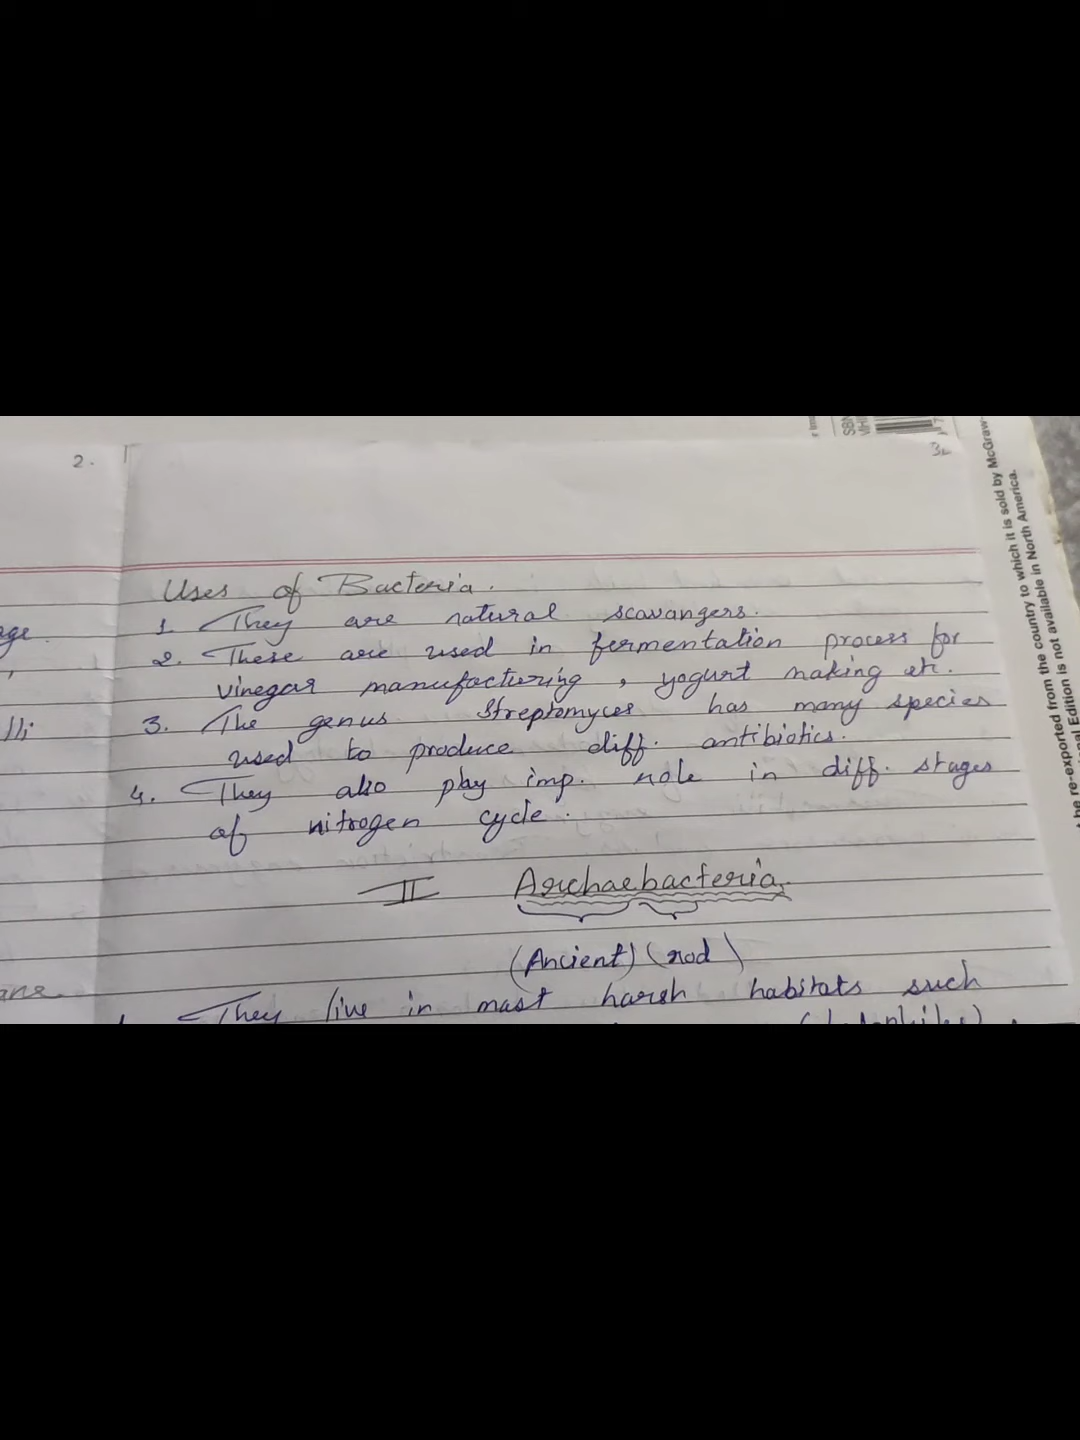 2.
3
Uses of Bacteria.
1. They are natural scavangers.
2. These are used in fermentation process for
vinegar manufacturing, yogurt making etc.
3. The genus Streptomyces has many species
used to produce diff. antibiotics.
4. They also play imp. role in diff. stages
of nitrogen cycle.
II Archaebacteria
(Ancient) (rod)
They live in most harsh habitats such
he re-exported from the country to which it is sold by McGraw-
nal Edition is not available in North America.